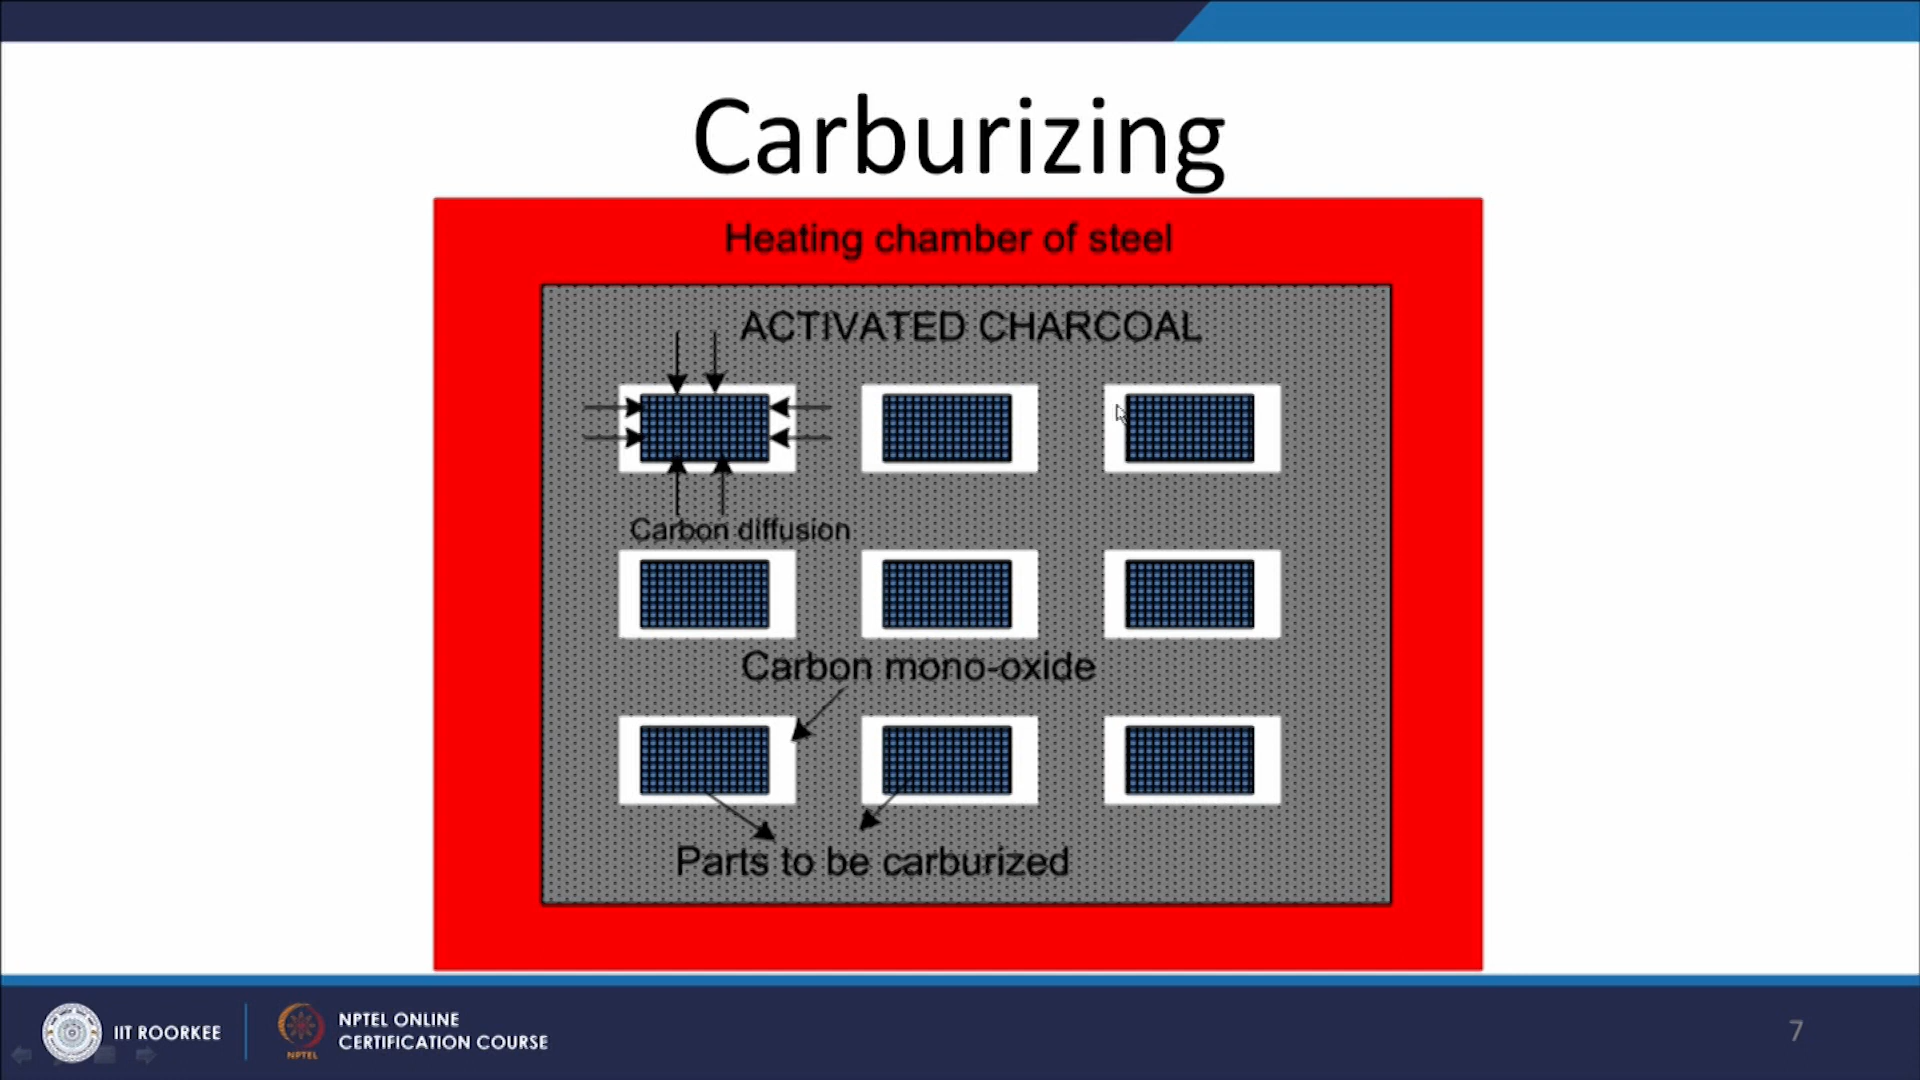 Carburizing
Heating chamber of steel
ACTIVATED CHARCOAL
Carbon diffusion
Carbon mono-oxide
Parts to be carburized
IIT ROORKEE
NPTEL
NPTEL ONLINE
CERTIFICATION COURSE
7